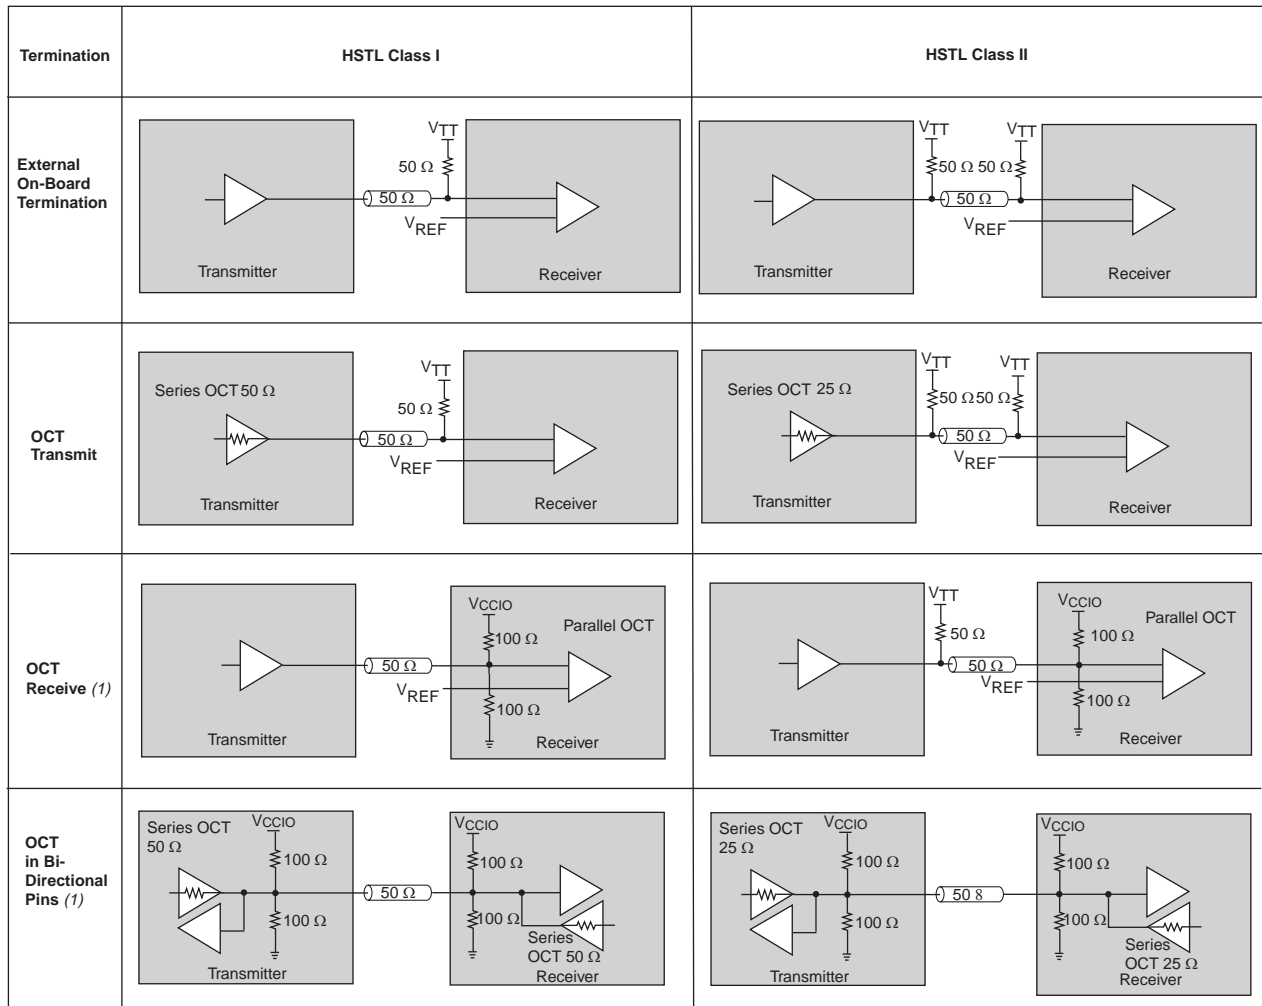 Termination
HSTL Class I
HSTL Class II
External
On-Board
Termination
VTT
50 Ω
50 Ω
VREF
Transmitter
Receiver
VTT
VTT
50 Ω 50 Ω
50 Ω
VREF
Transmitter
Receiver
OCT
Transmit
Series OCT 50 Ω
VTT
50 Ω
50 Ω
VREF
Transmitter
Receiver
Series OCT 25 Ω
VTT
VTT
50 Ω 50 Ω
50 Ω
VREF
Transmitter
Receiver
OCT
Receive (1)
VCCIO
100 Ω
Parallel OCT
50 Ω
VREF
100 Ω
Transmitter
Receiver
VTT
50 Ω
VCCIO
100 Ω
Parallel OCT
50 Ω
VREF
100 Ω
Transmitter
Receiver
OCT
in Bi-
Directional
Pins (1)
Series OCT
50 Ω
VCCIO
100 Ω
100 Ω
Transmitter
50 Ω
VCCIO
100 Ω
100 Ω
Series
OCT 50 Ω
Receiver
Series OCT
25 Ω
VCCIO
100 Ω
100 Ω
Transmitter
50 8
VCCIO
100 Ω
100 Ω
Series
OCT 25 Ω
Receiver